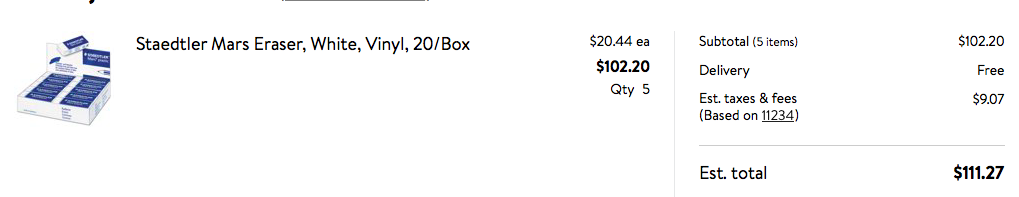 Staedtler Mars Eraser, White, Vinyl, 20/Box
$20.44 ea
$102.20
Qty 5
Subtotal (5 items) $102.20
Delivery Free
Est. taxes & fees $9.07
(Based on 11234)
Est. total $111.27